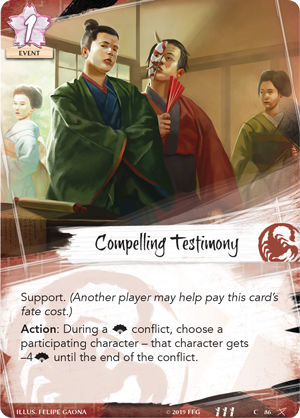 1
EVENT
Compelling Testimony
Support. (Another player may help pay this card's
fate cost.)
Action: During a conflict, choose a
participating character – that character gets
–4 until the end of the conflict.
ILLUS. FELIPE GAONA
© 2019 FFG
C 86